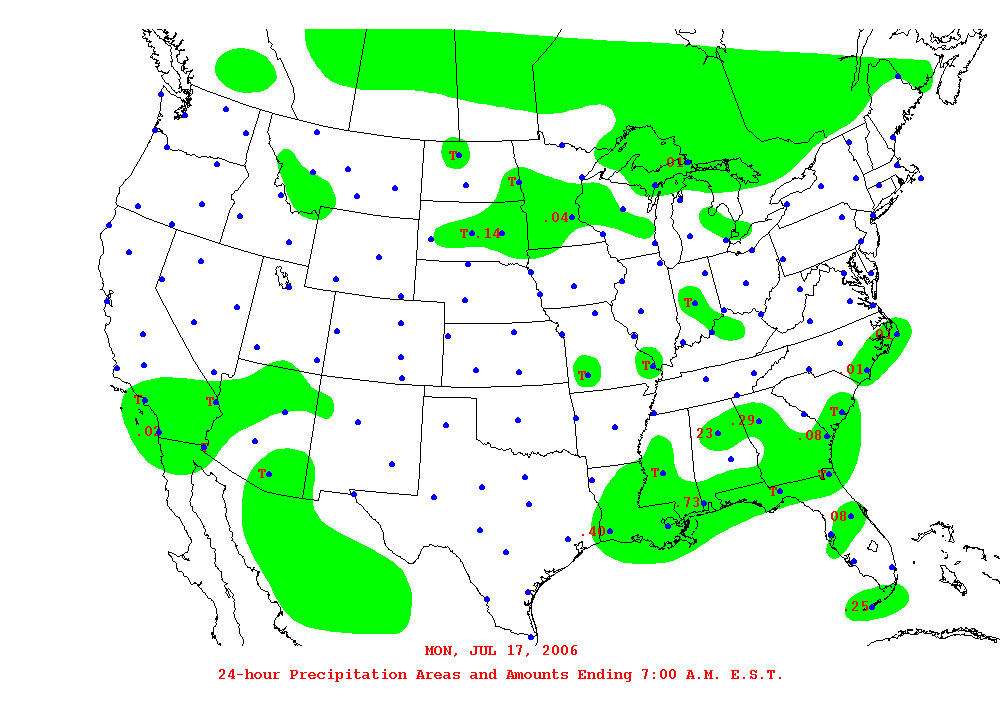 T
.01
T
.04
T .14
T
.01
T
T
.01
T
T
.02
.29
T
.23
.08
T
T
T
.73
.08
.40
.25
MON, JUL 17, 2006
24-hour Precipitation Areas and Amounts Ending 7:00 A.M. E.S.T.